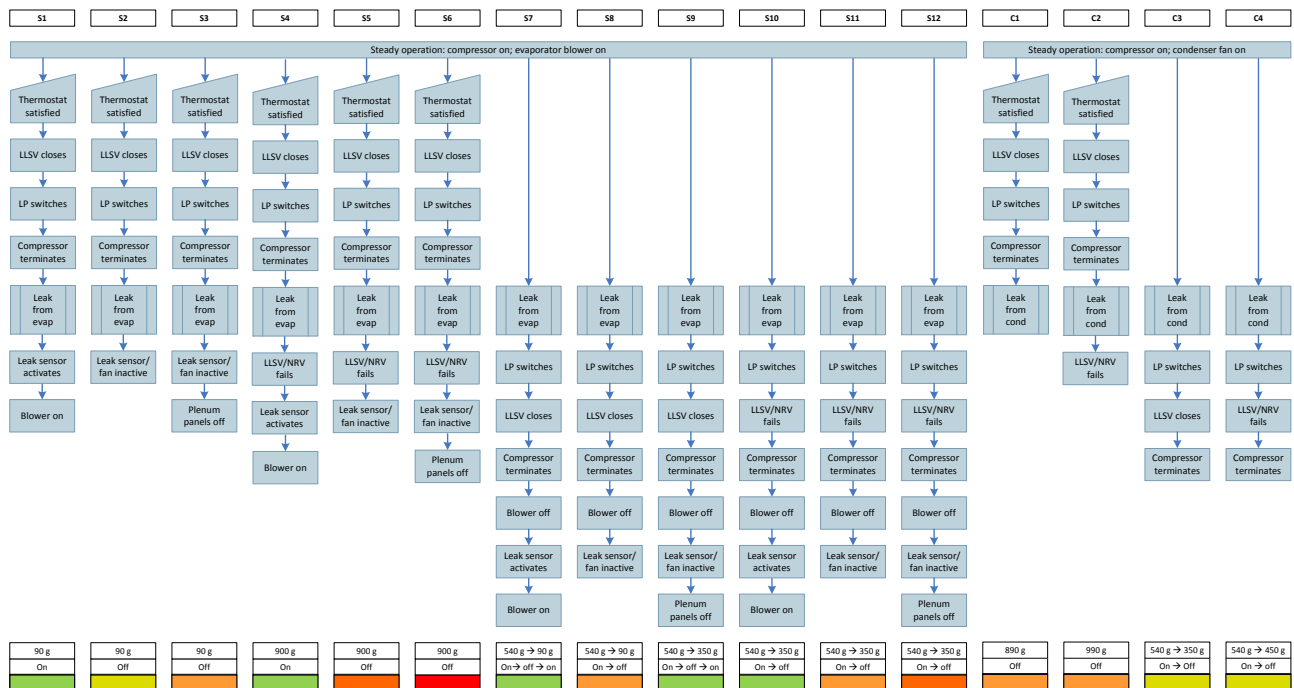 S1 S2 S3 S4 S5 S6 S7 S8 S9 S10 S11 S12 C1 C2 C3 C4
Steady operation: compressor on; evaporator blower on
Steady operation: compressor on; condenser fan on
Thermostat
satisfied
LLSV closes
LP switches
Compressor
terminates
Leak
from
evap
Leak sensor
activates
Blower on
Thermostat
satisfied
LLSV closes
LP switches
Compressor
terminates
Leak
from
evap
Leak sensor/
fan inactive
Thermostat
satisfied
LLSV closes
LP switches
Compressor
terminates
Leak
from
evap
Leak sensor/
fan inactive
Plenum
panels off
Thermostat
satisfied
LLSV closes
LP switches
Compressor
terminates
Leak
from
evap
LLSV/NRV
fails
Leak sensor
activates
Blower on
Thermostat
satisfied
LLSV closes
LP switches
Compressor
terminates
Leak
from
evap
LLSV/NRV
fails
Leak sensor/
fan inactive
Thermostat
satisfied
LLSV closes
LP switches
Compressor
terminates
Leak
from
evap
LLSV/NRV
fails
Leak sensor/
fan inactive
Plenum
panels off
Leak
from
evap
LP switches
LLSV closes
Compressor
terminates
Blower off
Leak sensor
activates
Blower on
Leak
from
evap
LP switches
LLSV closes
Compressor
terminates
Blower off
Leak sensor/
fan inactive
Leak
from
evap
LP switches
LLSV closes
Compressor
terminates
Blower off
Leak sensor/
fan inactive
Plenum
panels off
Leak
from
evap
LP switches
LLSV/NRV
fails
Compressor
terminates
Blower off
Leak sensor
activates
Blower on
Leak
from
evap
LP switches
LLSV/NRV
fails
Compressor
terminates
Blower off
Leak sensor/
fan inactive
Leak
from
evap
LP switches
LLSV/NRV
fails
Compressor
terminates
Blower off
Leak sensor/
fan inactive
Plenum
panels off
Thermostat
satisfied
LLSV closes
LP switches
Compressor
terminates
Leak
from
cond
Thermostat
satisfied
LLSV closes
LP switches
Compressor
terminates
Leak
from
cond
LLSV/NRV
fails
Leak
from
cond
LP switches
LLSV closes
Compressor
terminates
Leak
from
cond
LP switches
LLSV/NRV
fails
Compressor
terminates
90 g 90 g 90 g 900 g 900 g 900 g 540 g → 90 g 540 g → 90 g 540 g → 350 g 540 g → 350 g 540 g → 350 g 540 g → 350 g 890 g 990 g 540 g → 350 g 540 g → 450 g
On Off Off On Off Off On → off → on On → off On → off → on On → off On → off On → off Off Off On → Off On → off